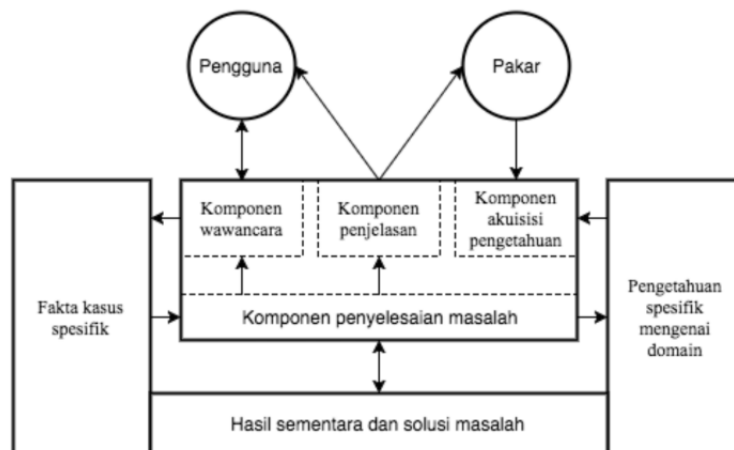 Pengguna
Pakar
Komponen
wawancara
Komponen
penjelasan
Komponen
akuisisi
pengetahuan
Fakta kasus
spesifik
Komponen penyelesaian masalah
Pengetahuan
spesifik
mengenai
domain
Hasil sementara dan solusi masalah